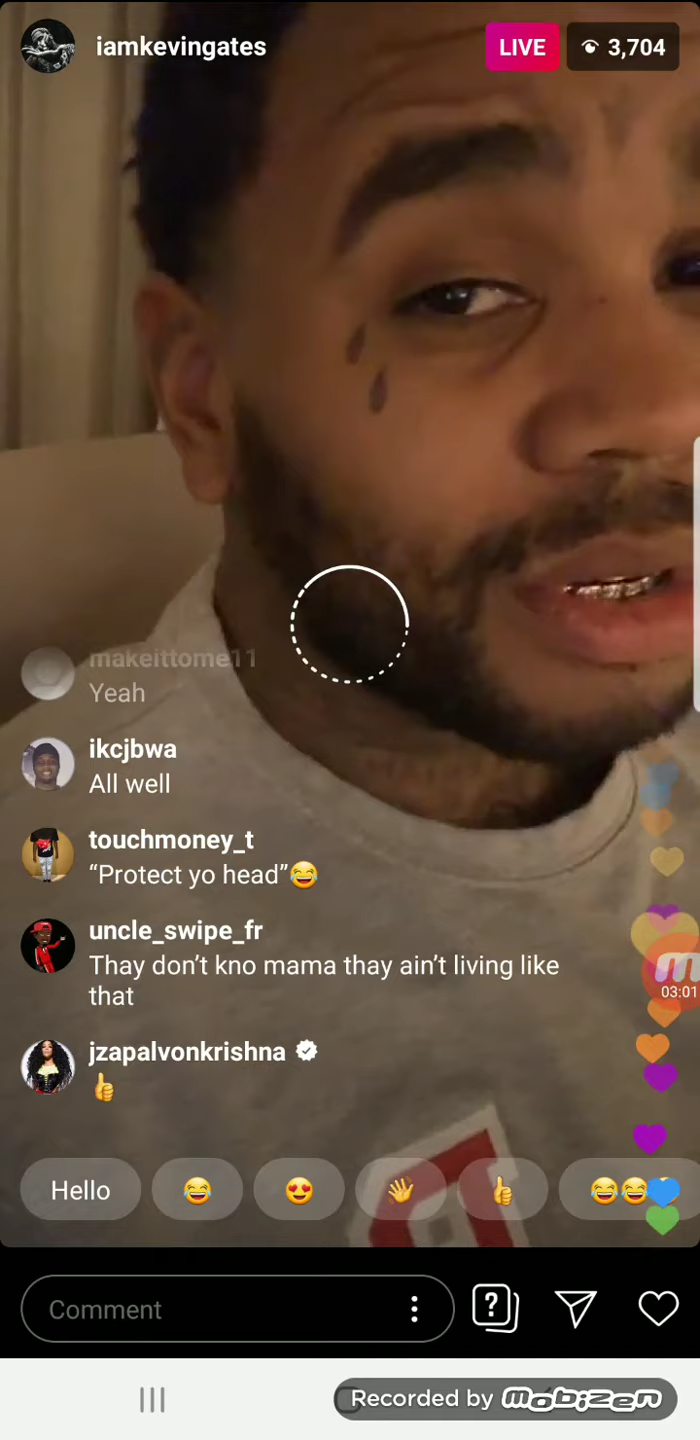 iamkevingates
LIVE
3,704
makeittome11
Yeah
ikcjbwa
All well
touchmoney_t
“Protect yo head”😂
uncle_swipe_fr
Thay don’t kno mama thay ain’t living like
that
jzapalvonkrishna
👍
03:01
Hello 😂 😍 👋 👍 😂😂
Comment
Recorded by mobizen